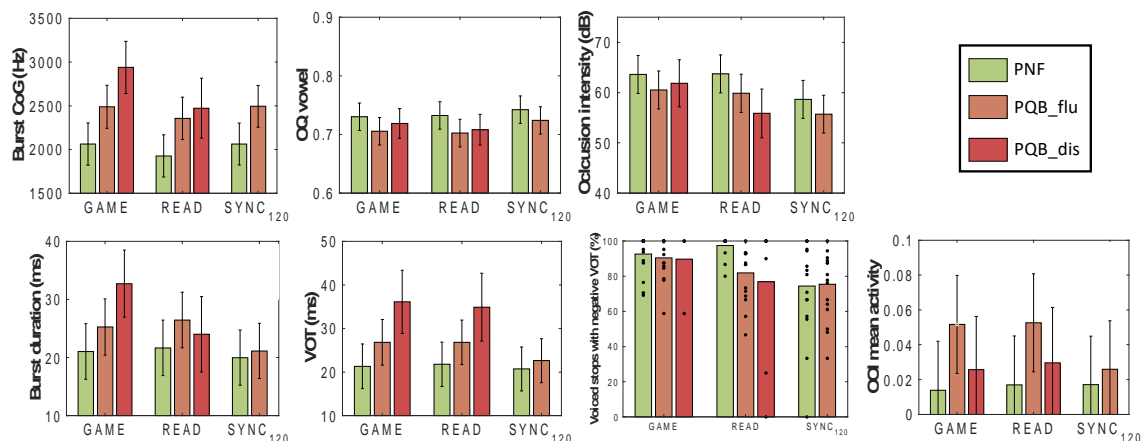 Burst CoG (Hz)
3500
3000
2500
2000
1500
GAME READ SYNC 120
OQ vowel
0.9
0.8
0.7
0.6
GAME READ SYNC 120
Oclcusion intensity (dB)
70
60
50
40
GAME READ SYNC 120
PNF
PQB_flu
PQB_dis
Burst duration (ms)
40
30
20
10
GAME READ SYNC 120
VOT (ms)
50
40
30
20
10
GAME READ SYNC 120
Voiced stops with negative VOT (%)
100
80
60
40
20
0
GAME READ SYNC 120
OOI mean activity
0.1
0.08
0.06
0.04
0.02
0
GAME READ SYNC 120